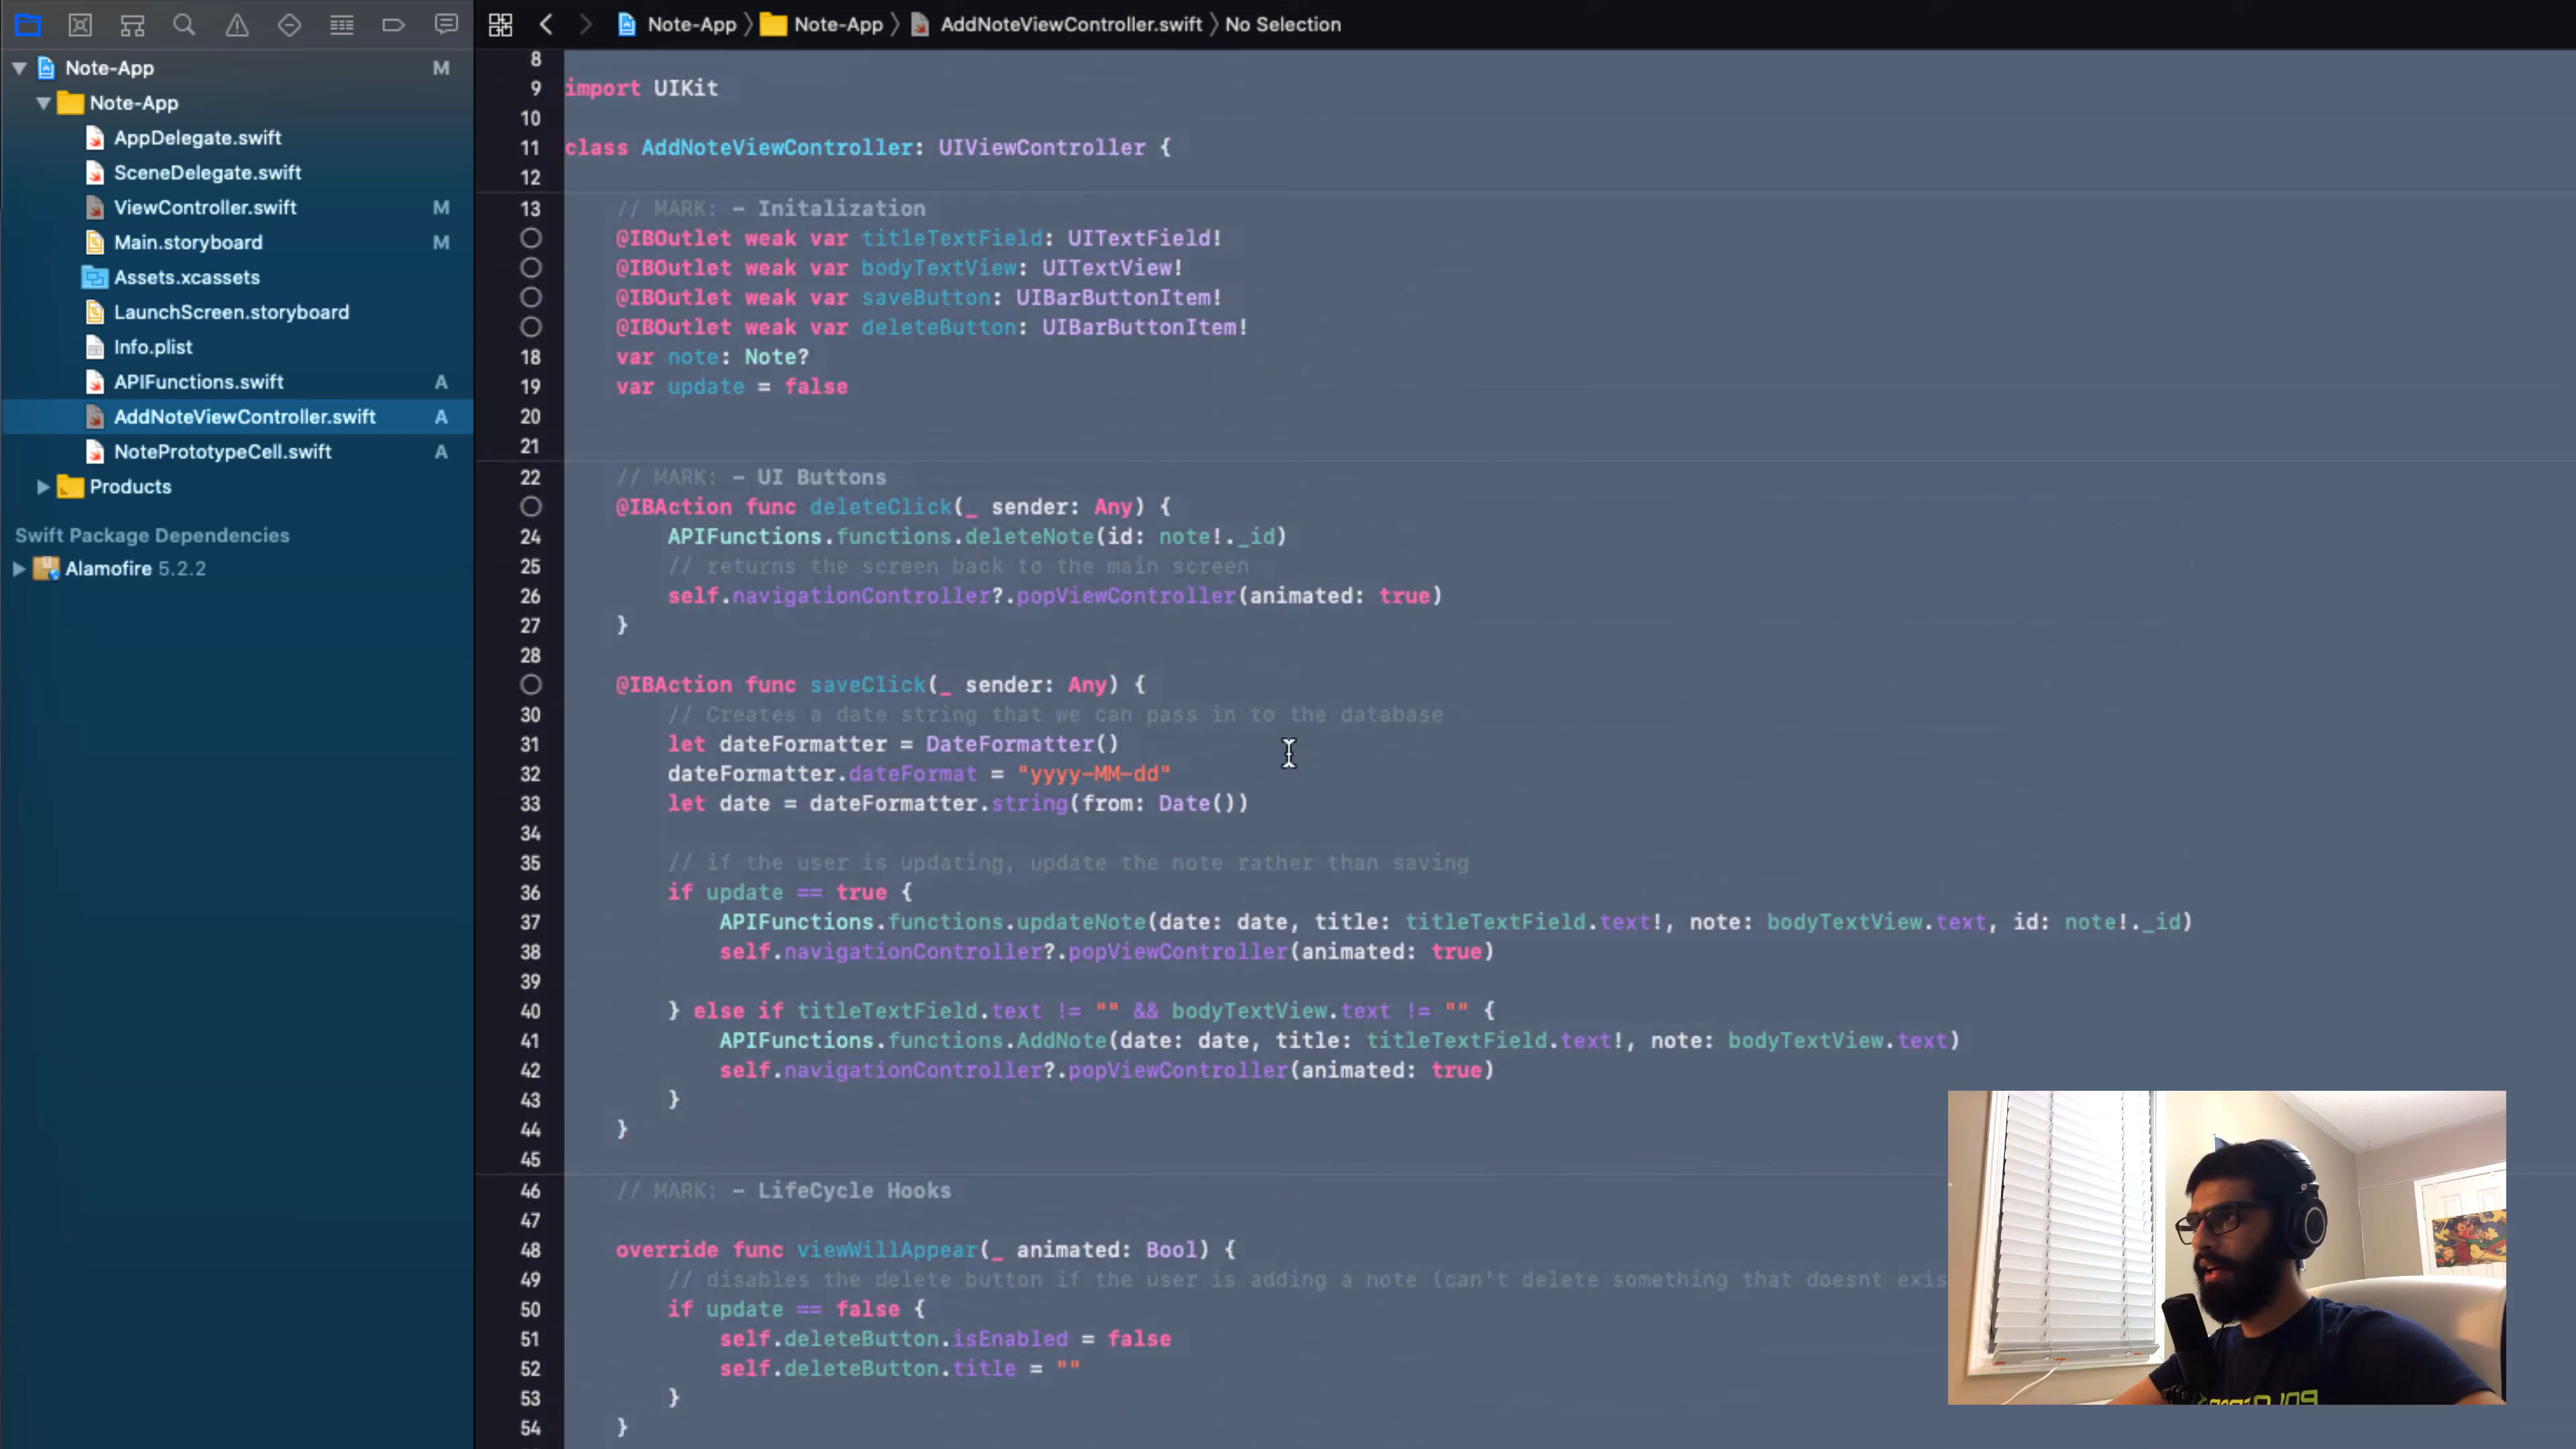 Note-App 〉 Note-App 〉 AddNoteViewController.swift 〉 No Selection
Note-App M
Note-App
AppDelegate.swift
SceneDelegate.swift
ViewController.swift M
Main.storyboard M
Assets.xcassets
LaunchScreen.storyboard
Info.plist
APIFunctions.swift A
AddNoteViewController.swift A
NotePrototypeCell.swift A
Products
Swift Package Dependencies
Alamofire 5.2.2
8
9 import UIKit
10
11 class AddNoteViewController: UIViewController {
12
13 // MARK: - Initalization
@IBOutlet weak var titleTextField: UITextField!
@IBOutlet weak var bodyTextView: UITextView!
@IBOutlet weak var saveButton: UIBarButtonItem!
@IBOutlet weak var deleteButton: UIBarButtonItem!
18 var note: Note?
19 var update = false
20
21
22 // MARK: - UI Buttons
@IBAction func deleteClick(_ sender: Any) {
24 APIFunctions.functions.deleteNote(id: note!._id)
25 // returns the screen back to the main screen
26 self.navigationController?.popViewController(animated: true)
27 }
28
@IBAction func saveClick(_ sender: Any) {
30 // Creates a date string that we can pass in to the database
31 let dateFormatter = DateFormatter()
32 dateFormatter.dateFormat = "yyyy-MM-dd"
33 let date = dateFormatter.string(from: Date())
34
35 // if the user is updating, update the note rather than saving
36 if update == true {
37 APIFunctions.functions.updateNote(date: date, title: titleTextField.text!, note: bodyTextView.text, id: note!._id)
38 self.navigationController?.popViewController(animated: true)
39
40 } else if titleTextField.text != "" && bodyTextView.text != "" {
41 APIFunctions.functions.AddNote(date: date, title: titleTextField.text!, note: bodyTextView.text)
42 self.navigationController?.popViewController(animated: true)
43 }
44 }
45
46 // MARK: - LifeCycle Hooks
47
48 override func viewWillAppear(_ animated: Bool) {
49 // disables the delete button if the user is adding a note (can't delete something that doesnt exis
50 if update == false {
51 self.deleteButton.isEnabled = false
52 self.deleteButton.title = ""
53 }
54 }